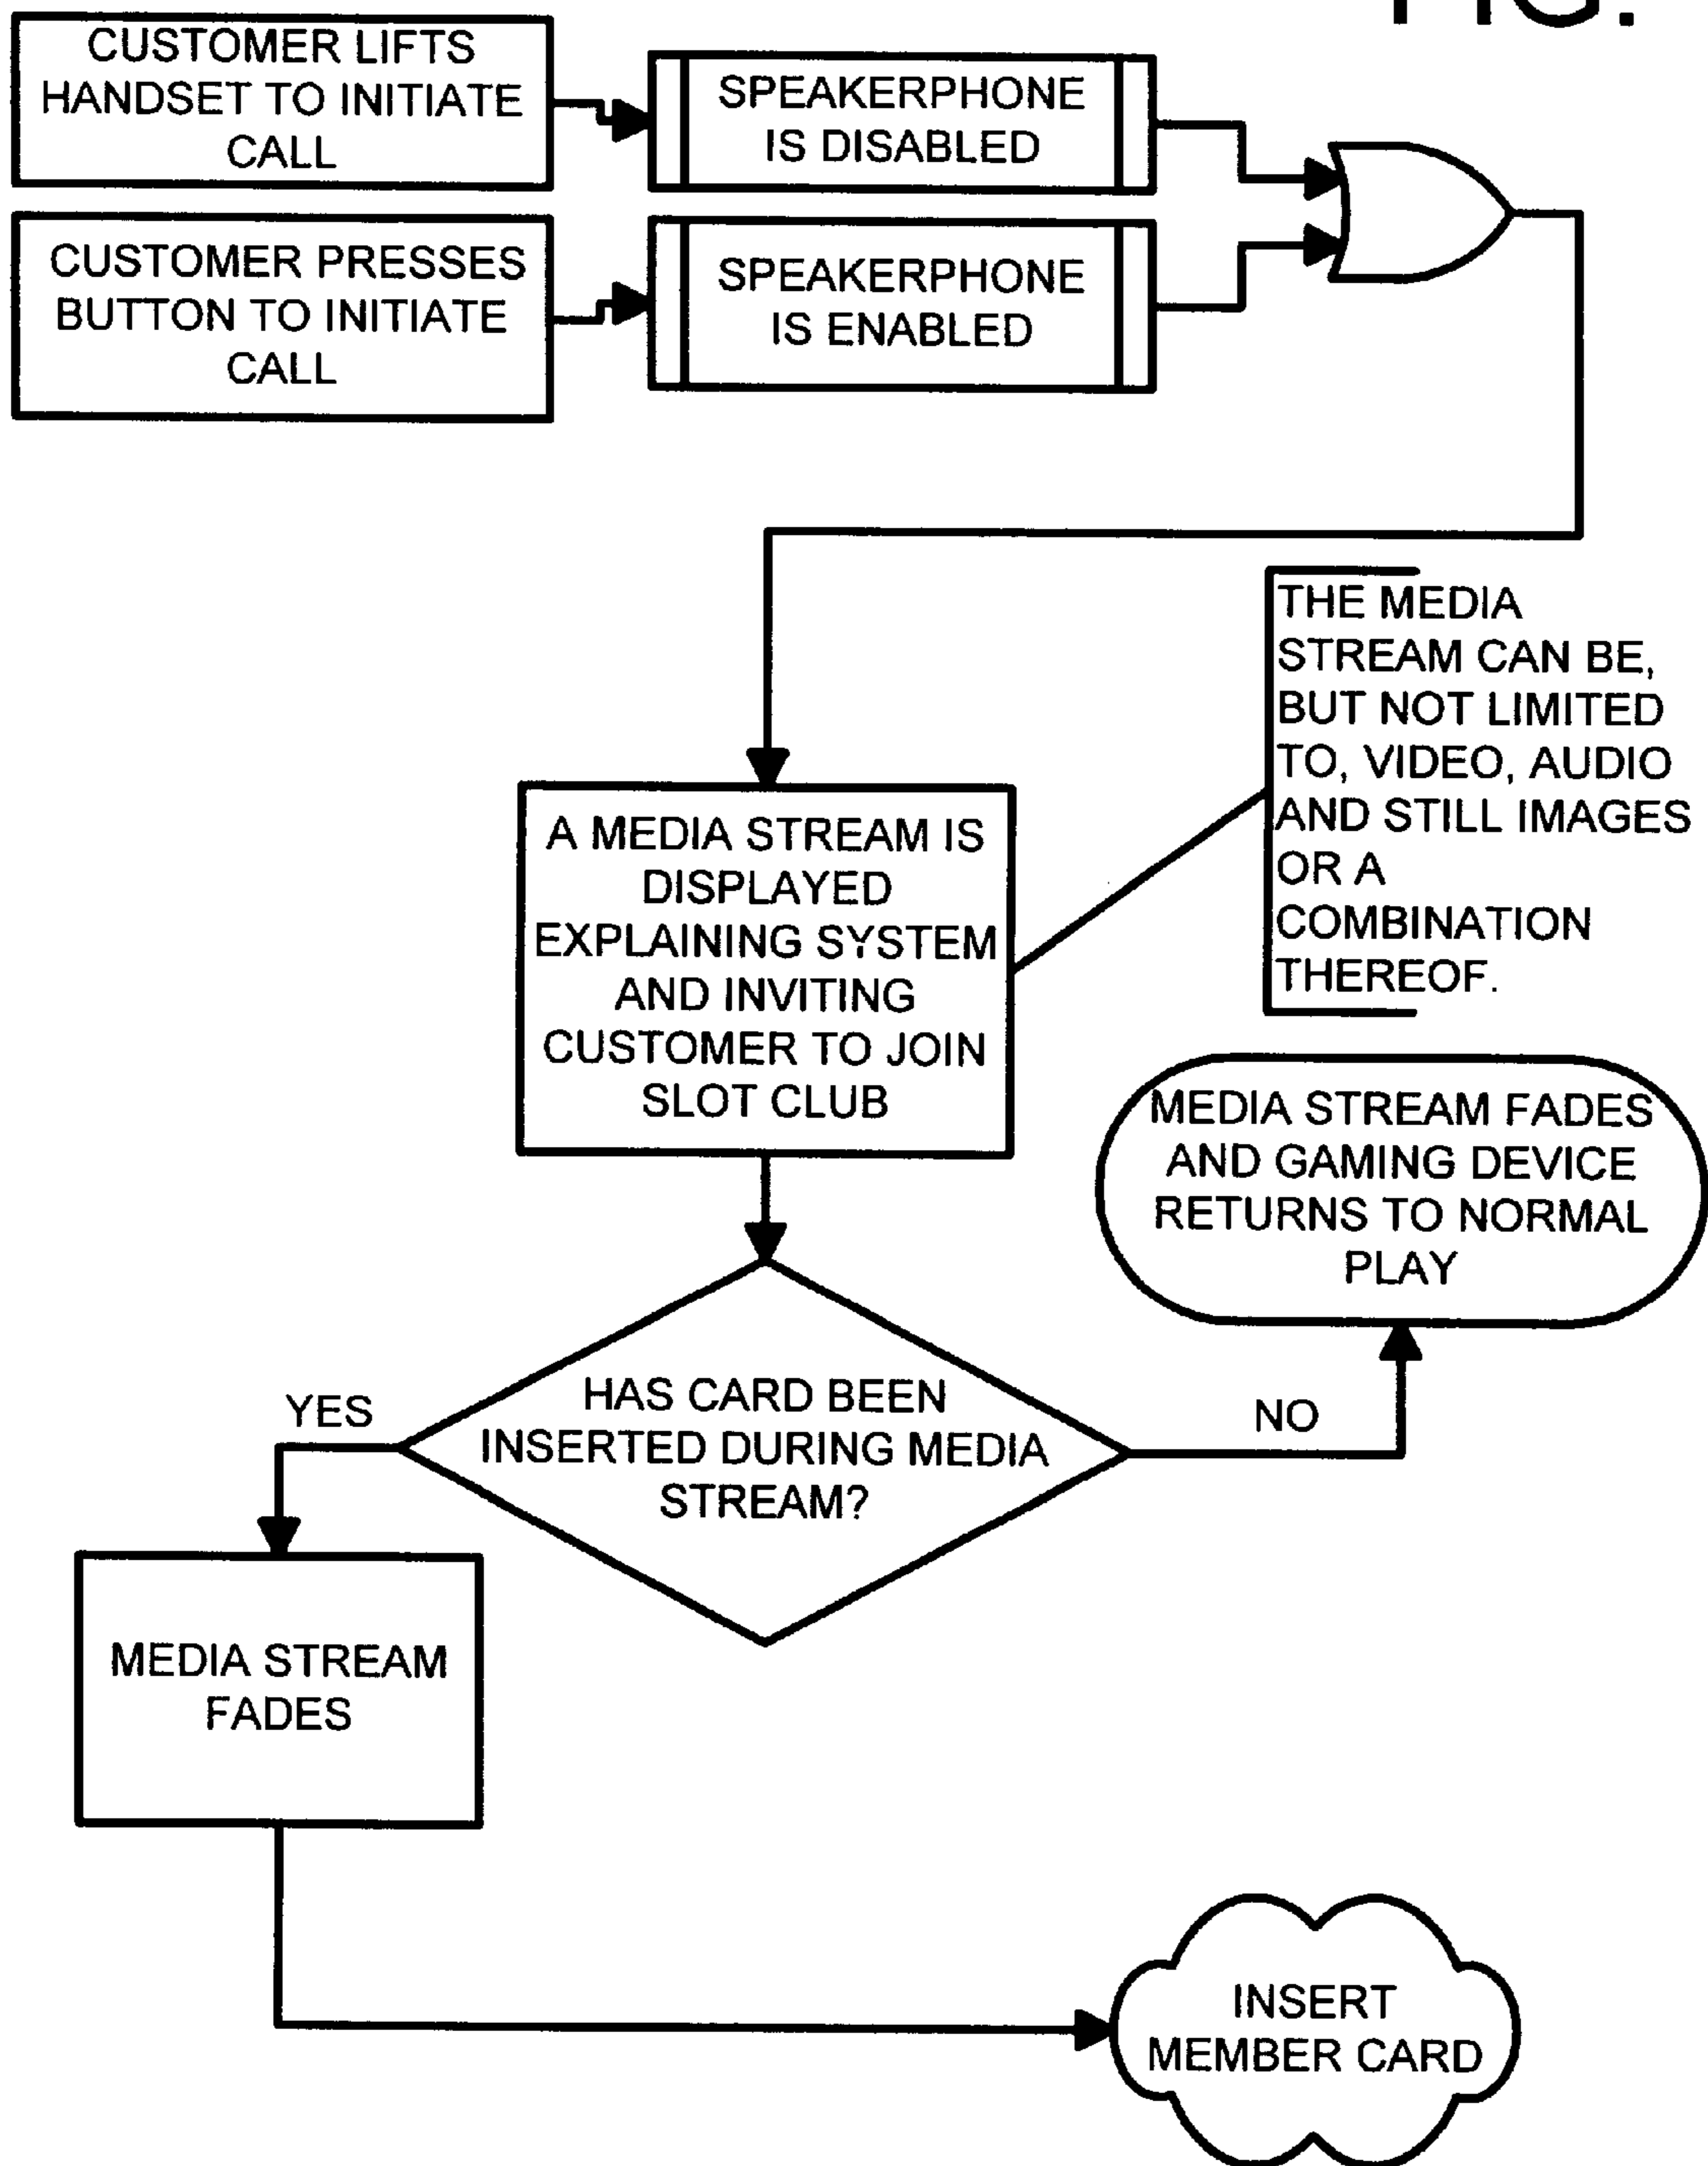 FIG.
CUSTOMER LIFTS
HANDSET TO INITIATE
CALL
SPEAKERPHONE
IS DISABLED
CUSTOMER PRESSES
BUTTON TO INITIATE
CALL
SPEAKERPHONE
IS ENABLED
THE MEDIA
STREAM CAN BE,
BUT NOT LIMITED
TO, VIDEO, AUDIO
AND STILL IMAGES
OR A
COMBINATION
THEREOF.
A MEDIA STREAM IS
DISPLAYED
EXPLAINING SYSTEM
AND INVITING
CUSTOMER TO JOIN
SLOT CLUB
MEDIA STREAM FADES
AND GAMING DEVICE
RETURNS TO NORMAL
PLAY
HAS CARD BEEN
INSERTED DURING MEDIA
STREAM?
YES
NO
MEDIA STREAM
FADES
INSERT
MEMBER CARD